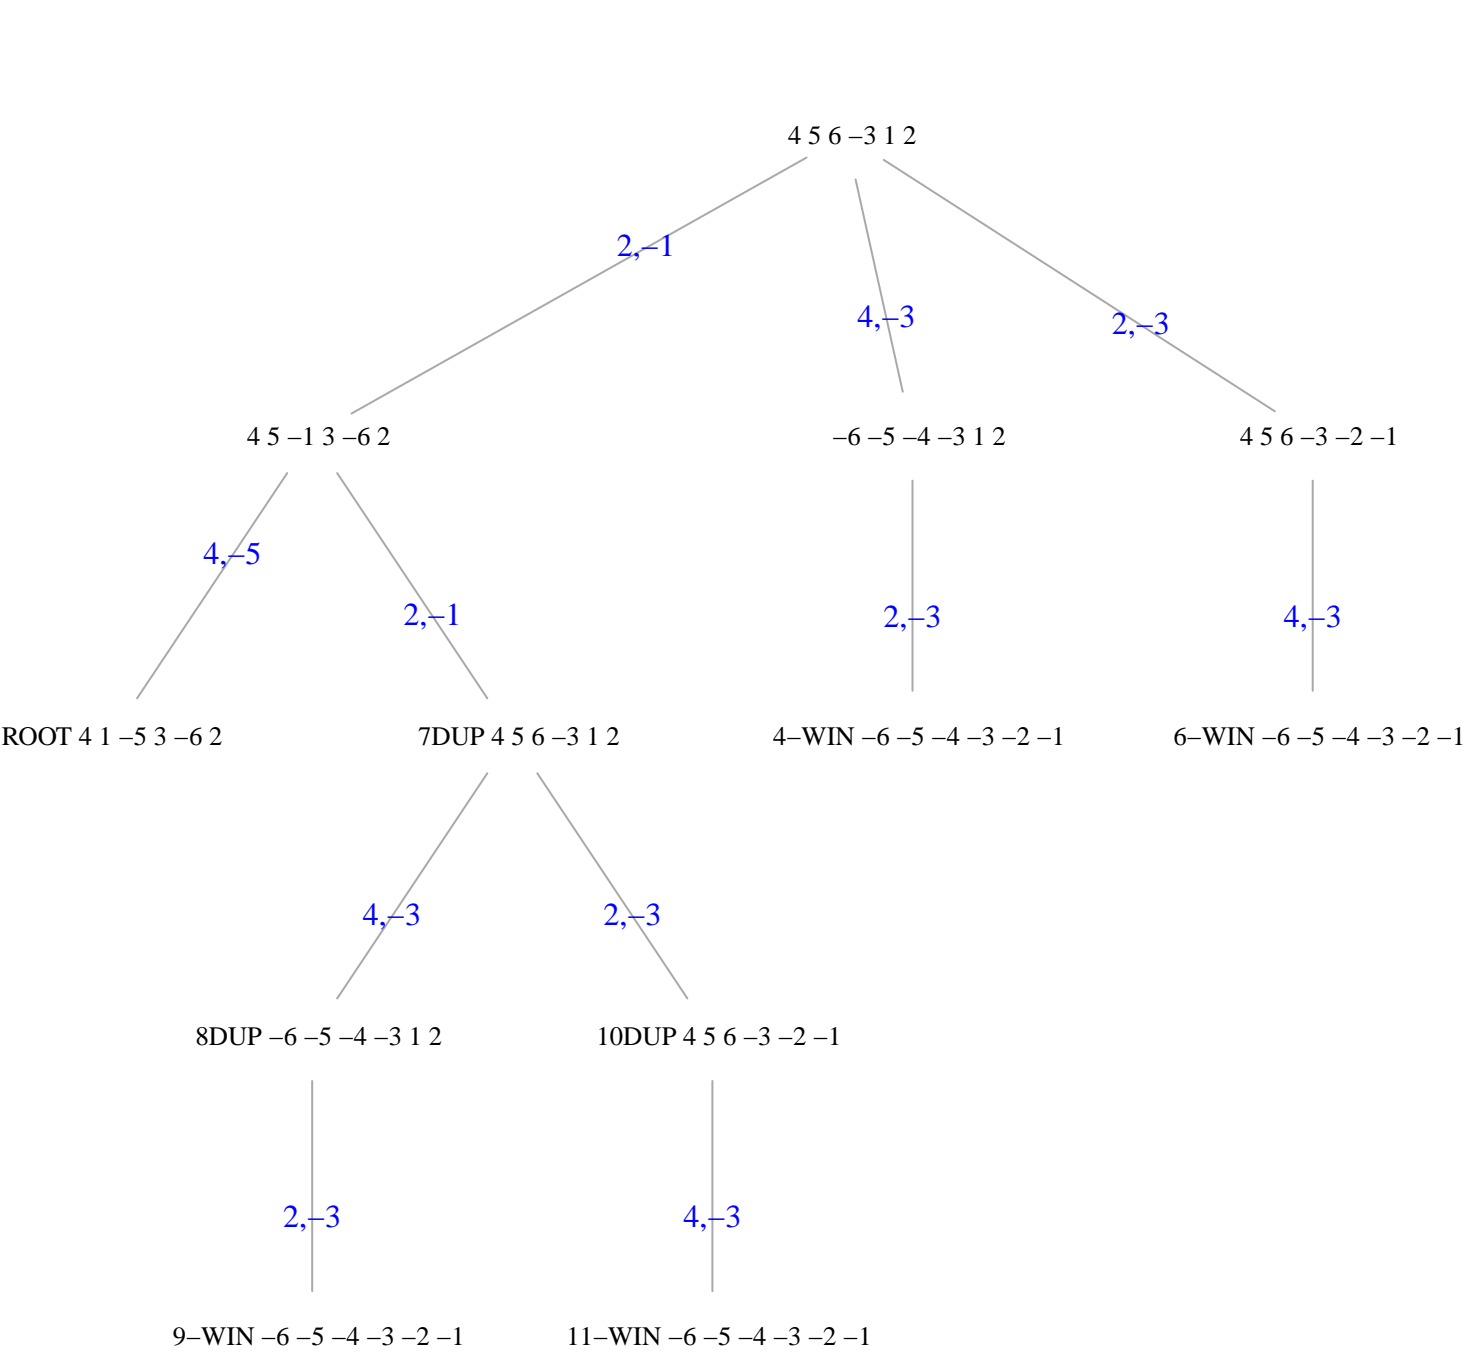 4 5 6 –3 1 2
2,–1
4,–3
2,–3
4 5 –1 3 –6 2
–6 –5 –4 –3 1 2
4 5 6 –3 –2 –1
4,–5
2,–1
2,–3
4,–3
ROOT 4 1 –5 3 –6 2
7DUP 4 5 6 –3 1 2
4–WIN –6 –5 –4 –3 –2 –1
6–WIN –6 –5 –4 –3 –2 –1
4,–3
2,–3
8DUP –6 –5 –4 –3 1 2
10DUP 4 5 6 –3 –2 –1
2,–3
4,–3
9–WIN –6 –5 –4 –3 –2 –1
11–WIN –6 –5 –4 –3 –2 –1